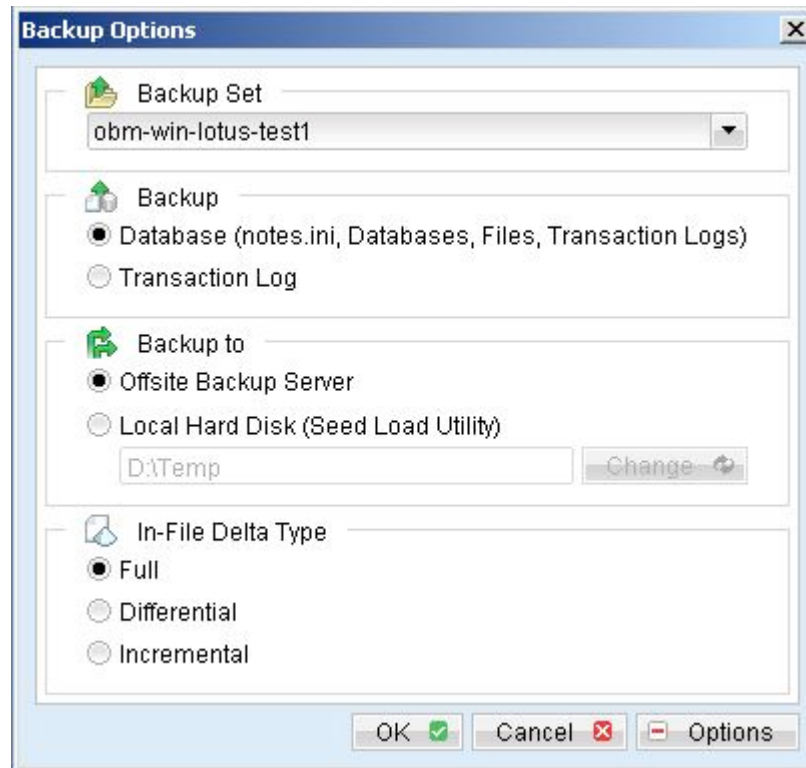 Backup Options
Backup Set
obm-win-lotus-test1
Backup
Database (notes.ini, Databases, Files, Transaction Logs)
Transaction Log
Backup to
Offsite Backup Server
Local Hard Disk (Seed Load Utility)
D:\Temp Change
In-File Delta Type
Full
Differential
Incremental
OK Cancel Options